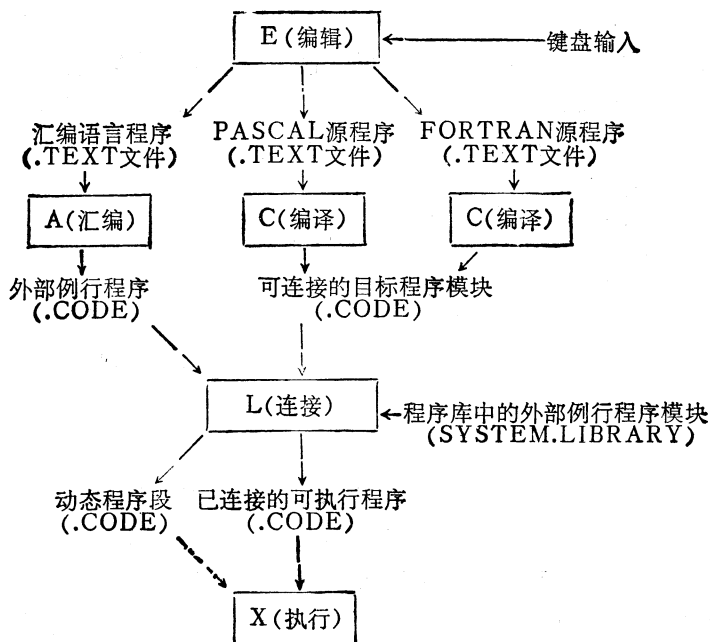 E(编辑)
键盘输入
汇编语言程序
(.TEXT文件)
PASCAL源程序
(.TEXT文件)
FORTRAN源程序
(.TEXT文件)
A(汇编)
C(编译)
C(编译)
外部例行程序
(.CODE)
可连接的目标程序模块
(.CODE)
L(连接)
程序库中的外部例行程序模块
(SYSTEM.LIBRARY)
动态程序段
(.CODE)
已连接的可执行程序
(.CODE)
X(执行)